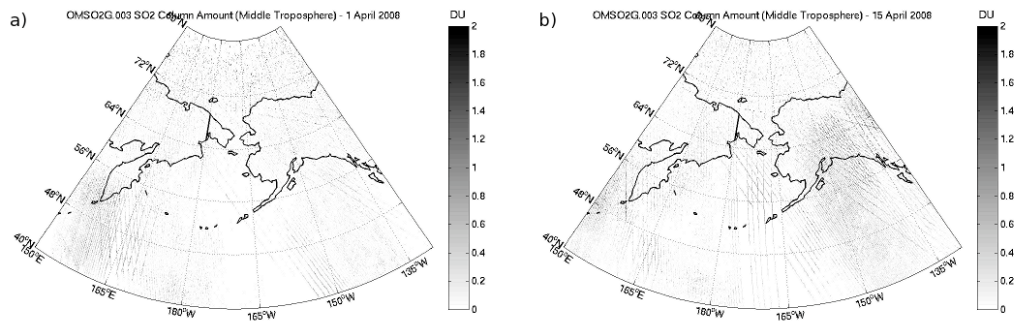 a)
OMSO2G.003 SO2 Column Amount (Middle Troposphere) - 1 April 2008
DU
80°N
72°N
64°N
56°N
48°N
40°N
150°E
165°E
180°W
165°W
150°W
135°W
2
1.8
1.6
1.4
1.2
1
0.8
0.6
0.4
0.2
0
b)
OMSO2G.003 SO2 Column Amount (Middle Troposphere) - 15 April 2008
DU
72°N
64°N
56°N
48°N
40°N
150°E
165°E
180°W
165°W
150°W
135°W
2
1.8
1.6
1.4
1.2
1
0.8
0.6
0.4
0.2
0